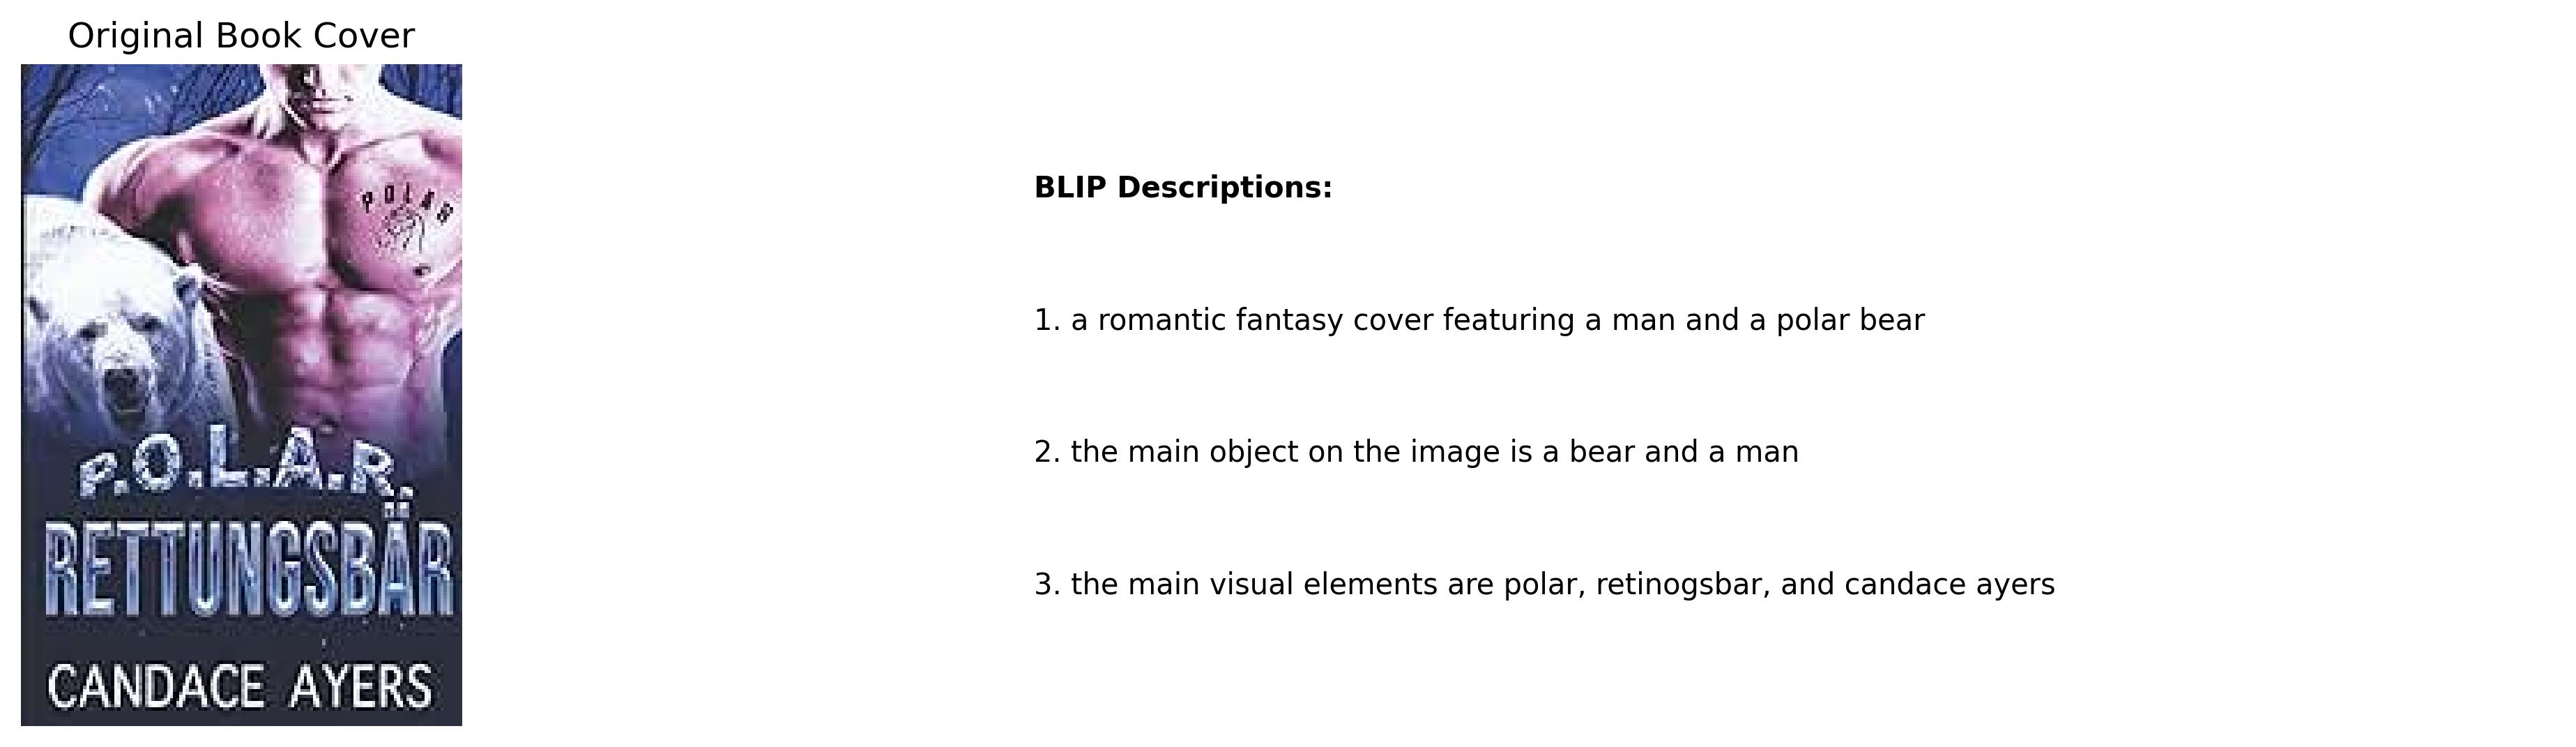 Original Book Cover
POLAR
P.O.L.A.R.
RETTUNGSBÄR
CANDACE AYERS
BLIP Descriptions:
1. a romantic fantasy cover featuring a man and a polar bear
2. the main object on the image is a bear and a man
3. the main visual elements are polar, retinogsbar, and candace ayers